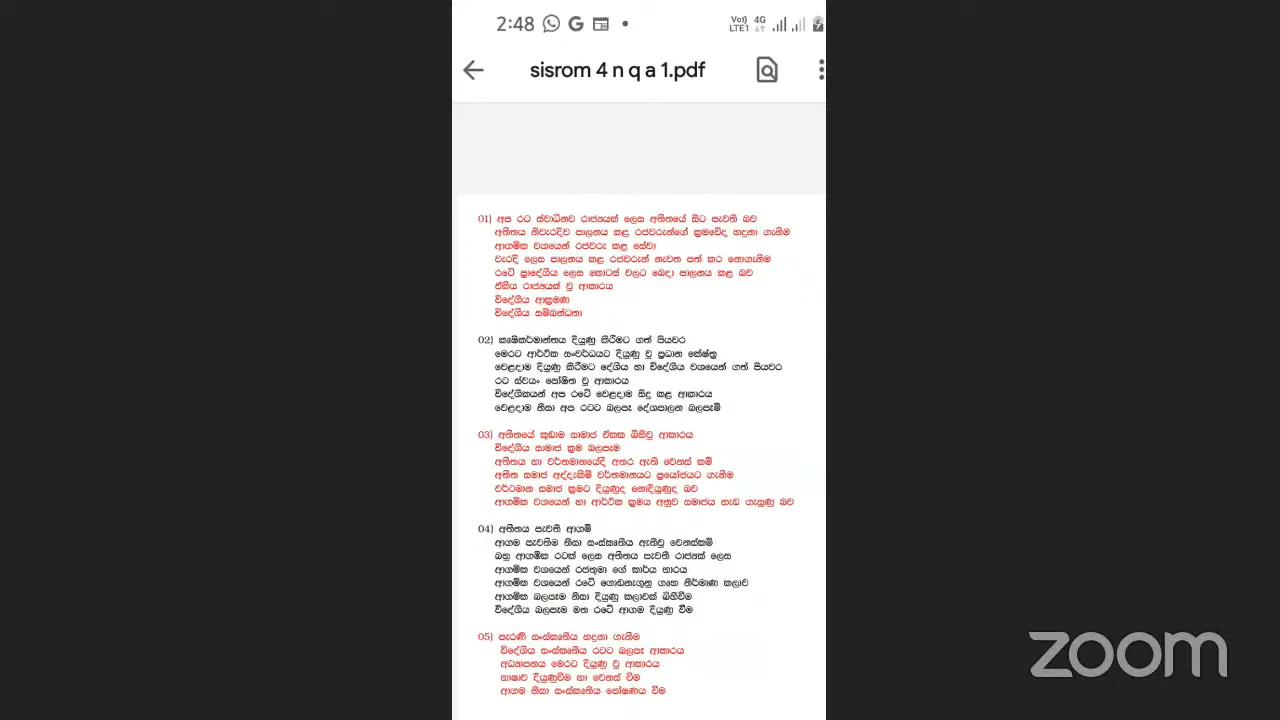 2:48
Vo)) 4G
LTE1
sisrom 4 n q a 1.pdf
01) අප රට ස්වාධිනව රාජ්‍යයක් ලෙස අතීතයේ සිට පැවති බව
අතීතය නිවැරදිව පාලනය කළ රජවරුන්ගේ ක්‍රමවේද හඳුනා ගැනීම
ආගමික වශයෙන් රජවරු කළ සේවා
වැරදි ලෙස පාලනය කළ රජවරුන් නැවත පත් කර නොගැනීම
රටේ ප්‍රාදේශීය ලෙස කොටස් වලට බෙදා පාලනය කළ බව
ඒකීය රාජ්‍යයක් වු ආකාරය
විදේශීය ආක්‍රමණ
විදේශීය සම්බන්ධතා
02) කෘෂිකර්මාන්තය දියුණු කිරීමට ගත් පියවර
මෙරට ආර්ථික සංවර්ධයට දියුණු වු ප්‍රධාන කේෂ්ත්‍ර
වෙළදාම දියුණු කිරීමට දේශීය හා විදේශීය වශයෙන් ගත් පියවර
රට ස්වයං පෝෂිත වු ආකාරය
විදේශිකයන් අප රටේ වෙළදාම සිදු කළ ආකාරය
වෙළදාම නිසා අප රටට බලපෑ දේශපාලන බලපෑම්
03) අතීතයේ කුඩාම සාමාජ ඒකක බිහිවු ආකාරය
විදේශීය සාමාජ ක්‍රම බලපෑම
අතීතය හා වර්තමානයේදි අතර ඇති වෙනස් කම්
අතීත සමාජ අද්දැකීම් වර්තමානයට ප්‍රයෝජයට ගැනීම
වර්ථමාන සමාජ ක්‍රමට දියුණුද නොදියුණුද බව
ආගමික වශයෙන් හා ආර්ථික ක්‍රමය අනුව සමාජය හැඩ ගැසුණු බව
04) අතීතය පැවති ආගම්
ආගම පැවතිම නිසා සංස්කෘතිය ඇතිවු වෙනස්කම්
බහු ආගමික රටක් ලෙස අතීතය පැවති රාජ්‍යක් ලෙස
ආගමික වශයෙන් රජතුමා ගේ කාර්ය භාරය
ආගමික වශයෙන් රටේ ගොඩනැගුනු ගෘහ නිර්මාණ කලාව
ආගමික බලපෑම නිසා දියුණු කලාවක් බිහිවීම
විදේශීය බලපෑම මත රටේ ආගම දියුණු වීම
05) පැරණි සංස්කෘතිය හඳුනා ගැනීම
විදේශීය සංස්කෘතිය රටට බලපෑ ආකාරය
අධ්‍යාපනය මෙරට දියුණු වු ආකාරය
භාෂාව දියුණුවීම හා වෙනස් වීම
ආගම නිසා සංස්කෘතිය පෝෂණය වීම
zoom